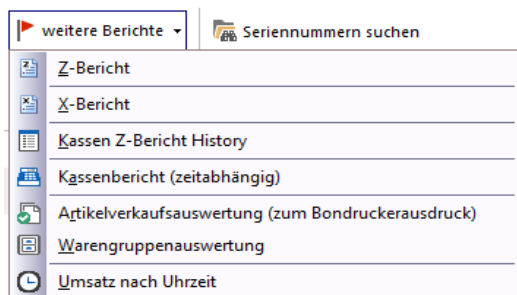 weitere Berichte Seriennummern suchen
Z-Bericht
X-Bericht
Kassen Z-Bericht History
Kassenbericht (zeitabhängig)
Artikelverkaufsauswertung (zum Bondruckerausdruck)
Warengruppenauswertung
Umsatz nach Uhrzeit